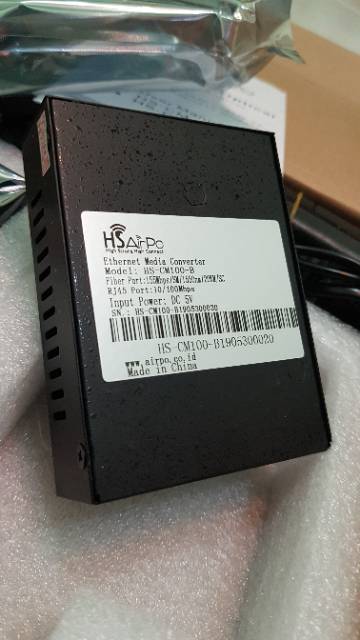 HSAirPo
High Strong High Connect
Ethernet Media Converter
Model: HS-CM100-B
Fiber Port:155Mbps/SM/1550nm/20KM/SC
RJ45 Port:10/100Mbps
Input Power: DC 5V
SN.: HS-CM100-B1905300020
HS-CM100-B1905300020
www.airpo.co.id
Made in China